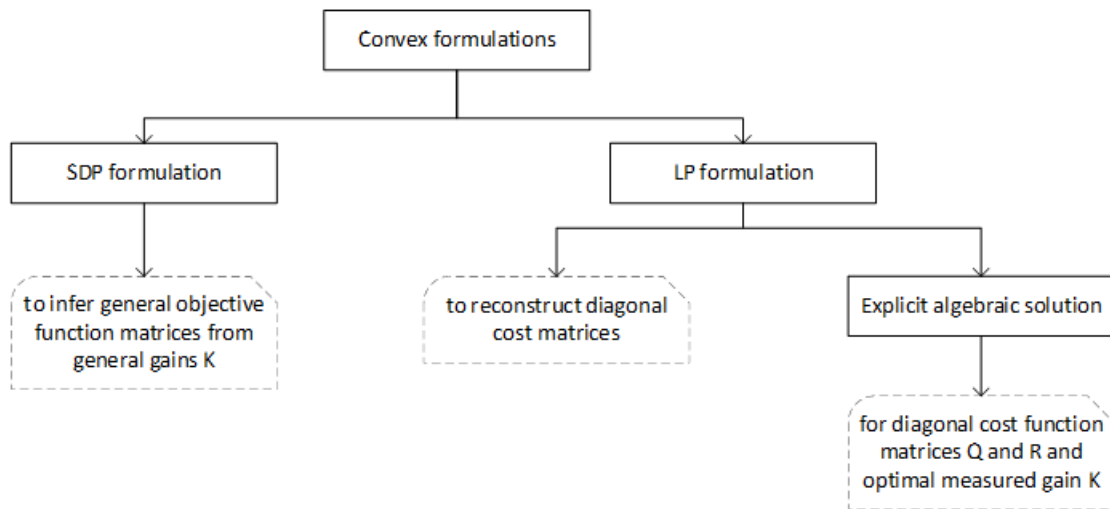 Convex formulations
SDP formulation
LP formulation
to infer general objective
function matrices from
general gains K
to reconstruct diagonal
cost matrices
Explicit algebraic solution
for diagonal cost function
matrices Q and R and
optimal measured gain K